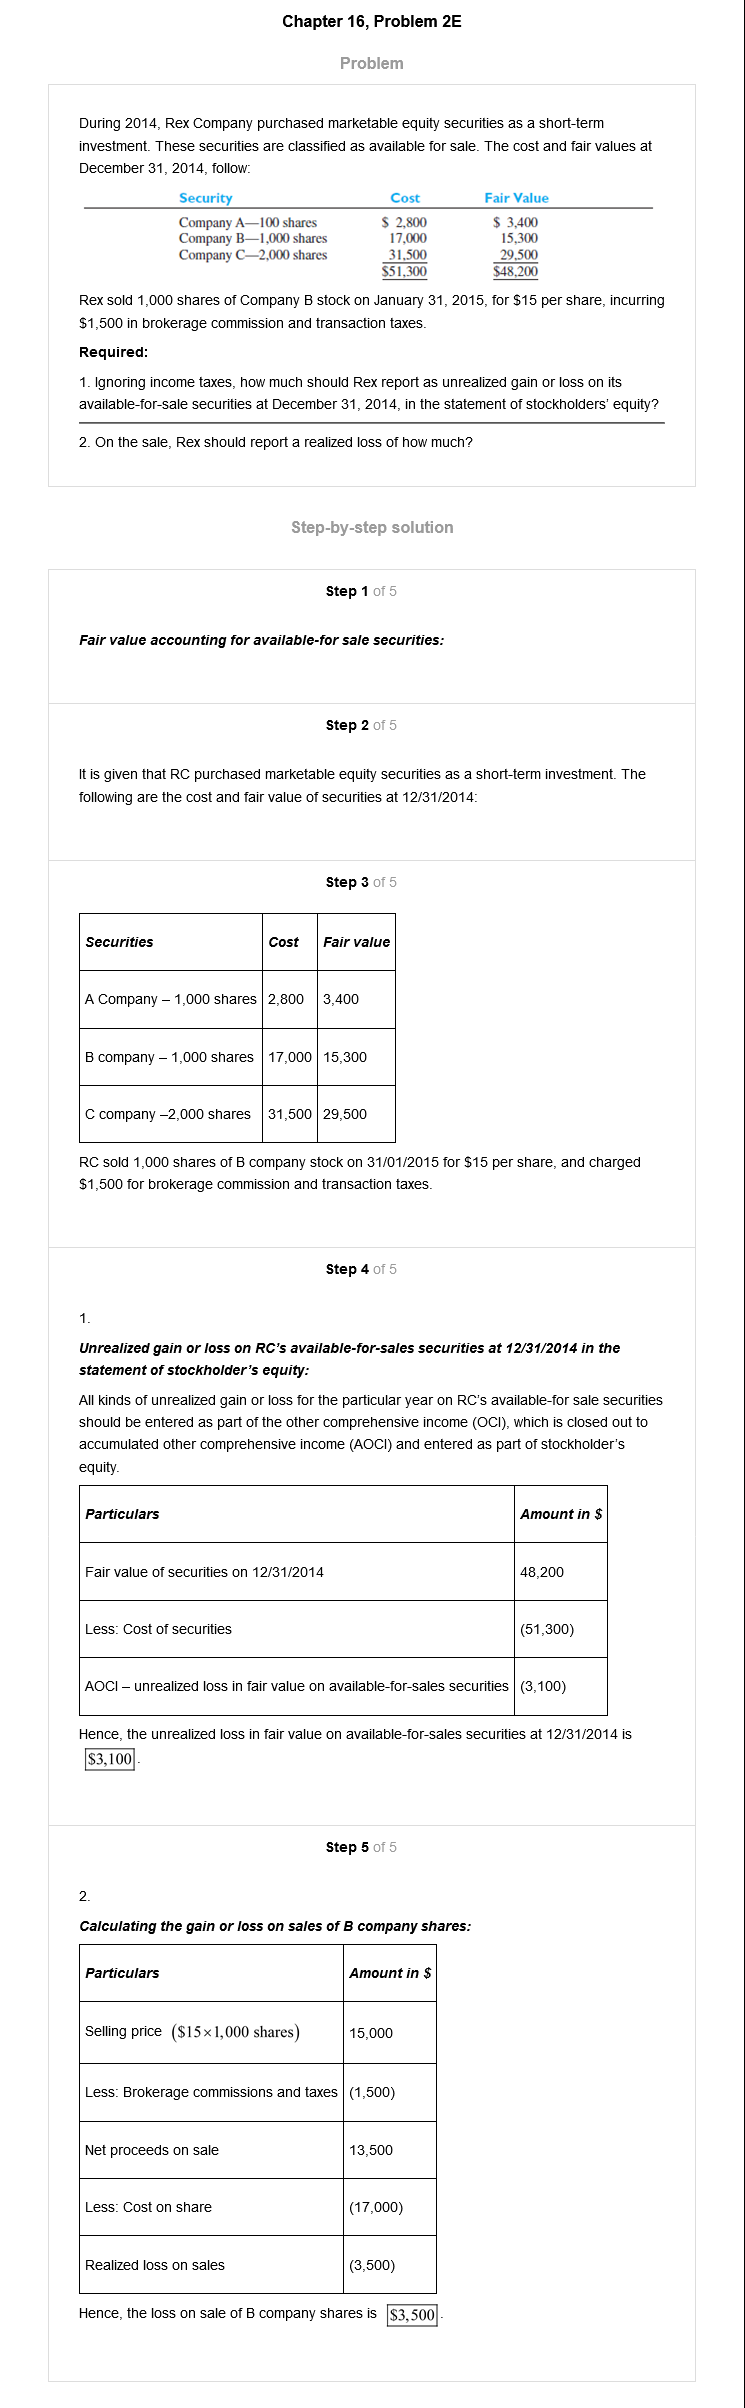 Chapter 16, Problem 2E
Problem
During 2014, Rex Company purchased marketable equity securities as a short-term
investment. These securities are classified as available for sale. The cost and fair values at
December 31, 2014, follow:
Security Cost Fair Value
Company A—100 shares $ 2,800 $ 3,400
Company B—1,000 shares 17,000 15,300
Company C—2,000 shares 31,500 29,500
$51,300 $48,200
Rex sold 1,000 shares of Company B stock on January 31, 2015, for $15 per share, incurring
$1,500 in brokerage commission and transaction taxes.
Required:
1. Ignoring income taxes, how much should Rex report as unrealized gain or loss on its
available-for-sale securities at December 31, 2014, in the statement of stockholders' equity?
2. On the sale, Rex should report a realized loss of how much?
Step-by-step solution
Step 1 of 5
Fair value accounting for available-for sale securities:
Step 2 of 5
It is given that RC purchased marketable equity securities as a short-term investment. The
following are the cost and fair value of securities at 12/31/2014:
Step 3 of 5
Securities Cost Fair value
A Company – 1,000 shares 2,800 3,400
B company – 1,000 shares 17,000 15,300
C company –2,000 shares 31,500 29,500
RC sold 1,000 shares of B company stock on 31/01/2015 for $15 per share, and charged
$1,500 for brokerage commission and transaction taxes.
Step 4 of 5
1.
Unrealized gain or loss on RC's available-for-sales securities at 12/31/2014 in the
statement of stockholder's equity:
All kinds of unrealized gain or loss for the particular year on RC's available-for sale securities
should be entered as part of the other comprehensive income (OCI), which is closed out to
accumulated other comprehensive income (AOCI) and entered as part of stockholder's
equity.
Particulars Amount in $
Fair value of securities on 12/31/2014 48,200
Less: Cost of securities (51,300)
AOCI – unrealized loss in fair value on available-for-sales securities (3,100)
Hence, the unrealized loss in fair value on available-for-sales securities at 12/31/2014 is
$3,100.
Step 5 of 5
2.
Calculating the gain or loss on sales of B company shares:
Particulars Amount in $
Selling price ($15×1,000 shares) 15,000
Less: Brokerage commissions and taxes (1,500)
Net proceeds on sale 13,500
Less: Cost on share (17,000)
Realized loss on sales (3,500)
Hence, the loss on sale of B company shares is $3,500.